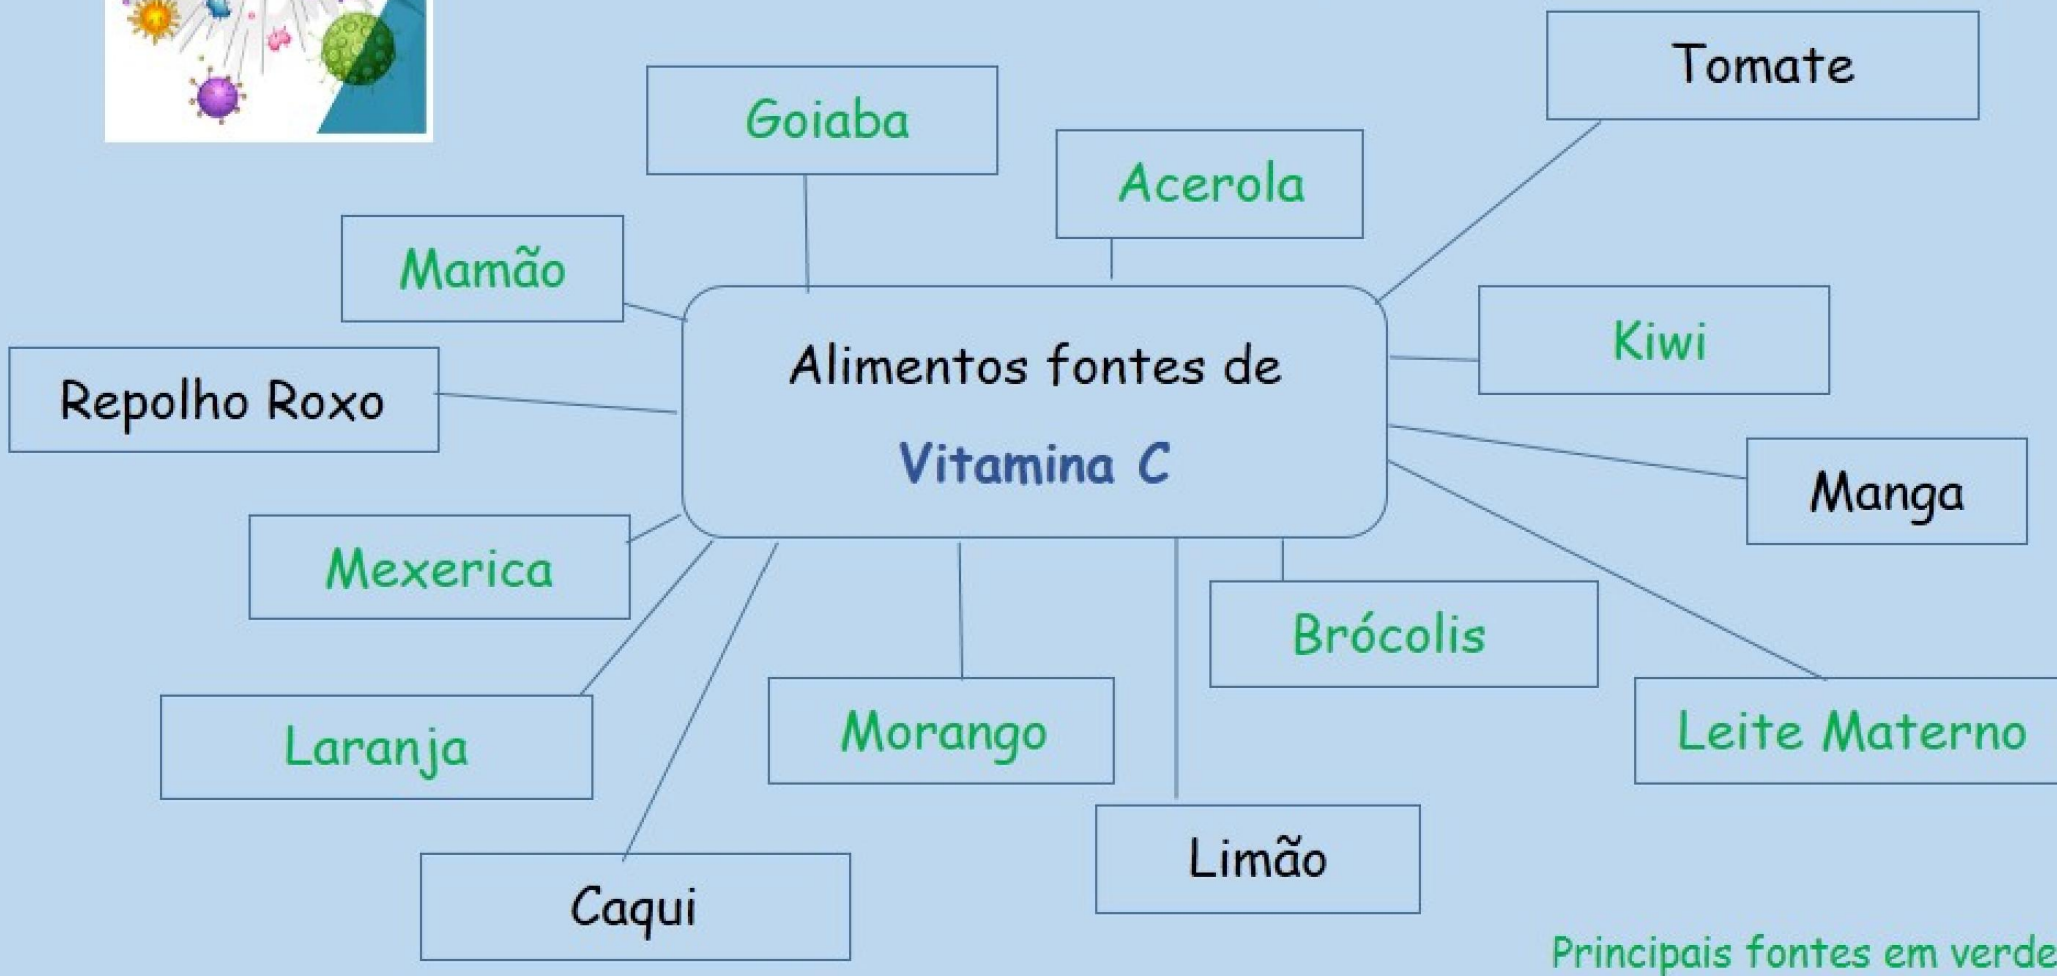 Tomate
Goiaba
Acerola
Mamão
Kiwi
Alimentos fontes de
Vitamina C
Repolho Roxo
Manga
Mexerica
Brócolis
Laranja
Morango
Leite Materno
Limão
Caqui
Principais fontes em verde